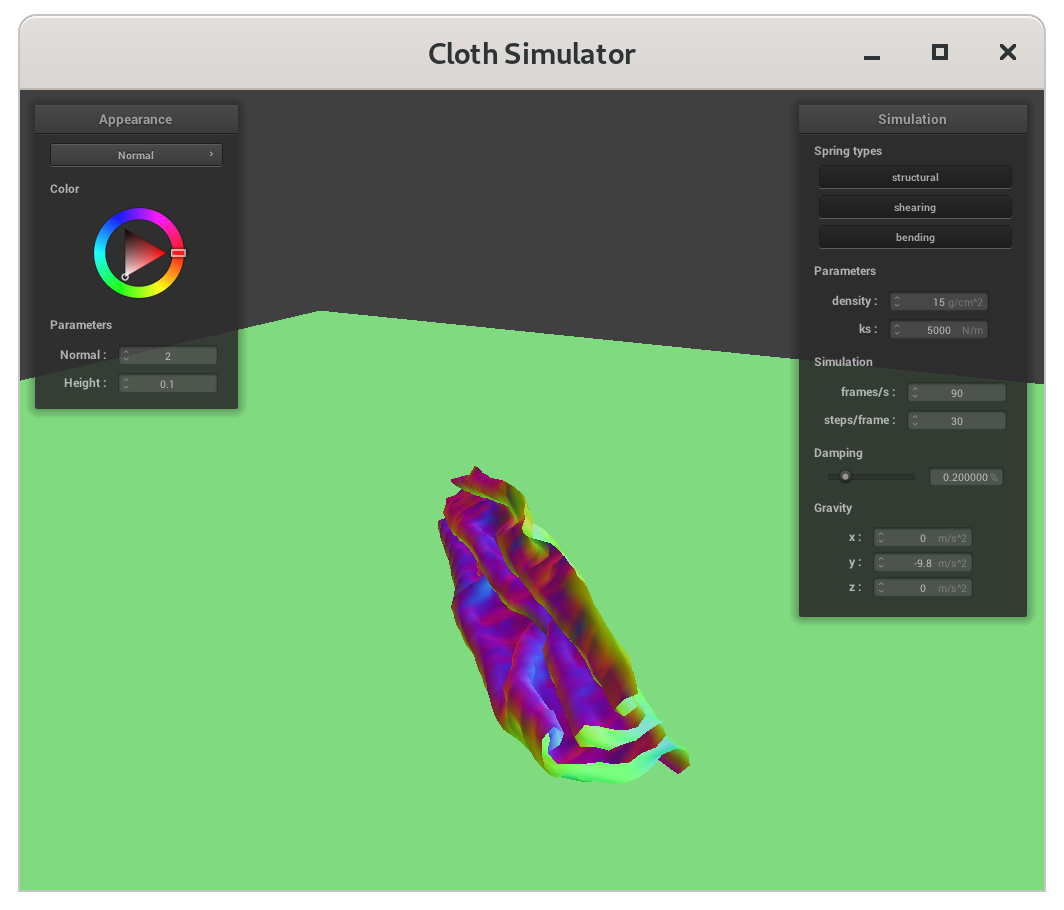 Cloth Simulator
Appearance
Normal
Color
Parameters
Normal : 2
Height : 0.1
Simulation
Spring types
structural
shearing
bending
Parameters
density : 15 g/cm^2
ks : 5000 N/m
Simulation
frames/s : 90
steps/frame : 30
Damping
0.200000 %
Gravity
x : 0 m/s^2
y : -9.8 m/s^2
z : 0 m/s^2